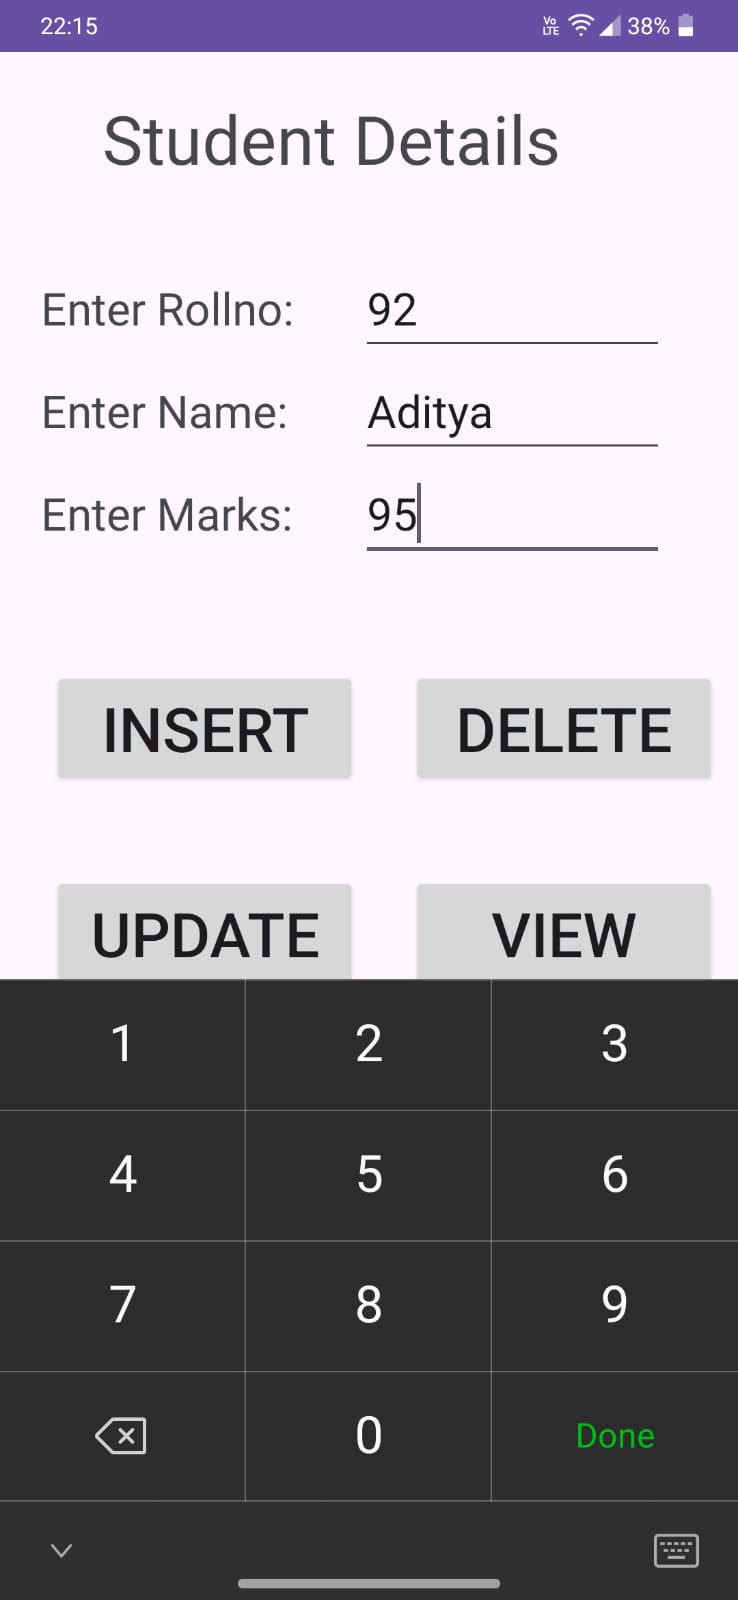 22:15 Vo LTE 38%
Student Details
Enter Rollno: 92
Enter Name: Aditya
Enter Marks: 95
INSERT DELETE
UPDATE VIEW
1 2 3
4 5 6
7 8 9
0 Done